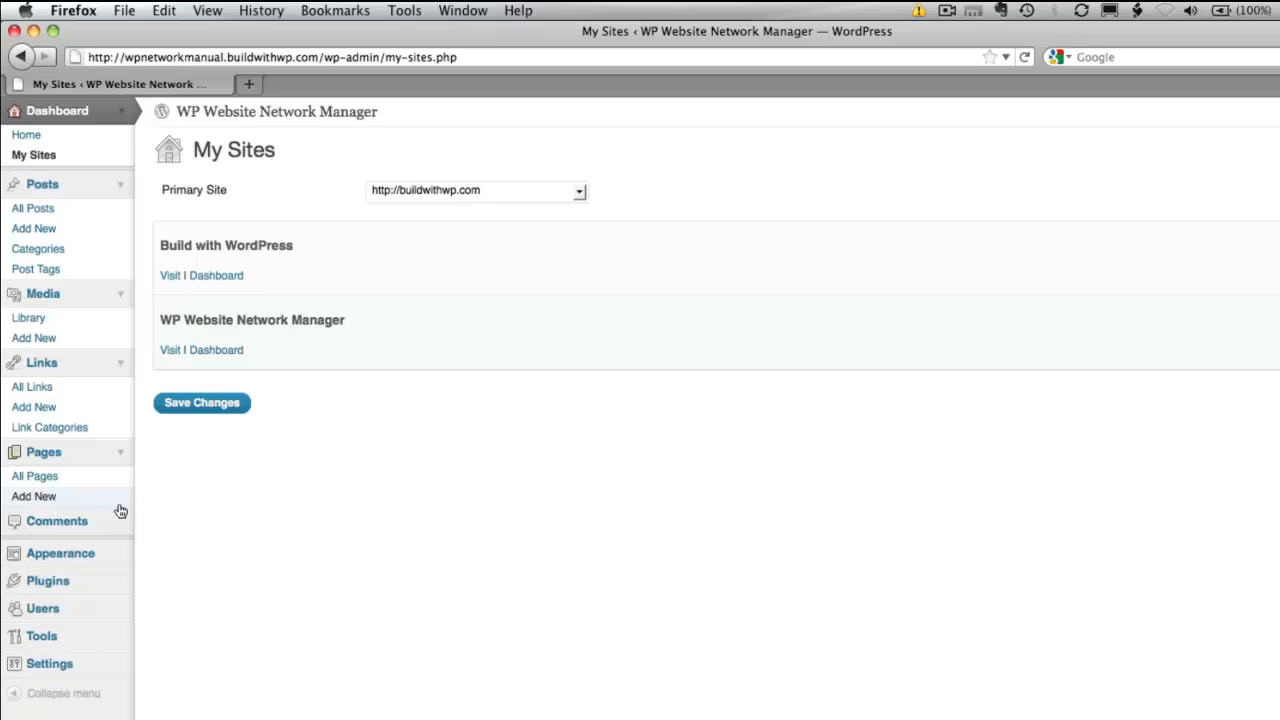 Firefox File Edit View History Bookmarks Tools Window Help (100%)
My Sites ‹ WP Website Network Manager — WordPress
http://wpnetworkmanual.buildwithwp.com/wp-admin/my-sites.php Google
My Sites ‹ WP Website Network ... +
Dashboard
Home
My Sites
Posts
All Posts
Add New
Categories
Post Tags
Media
Library
Add New
Links
All Links
Add New
Link Categories
Pages
All Pages
Add New
Comments
Appearance
Plugins
Users
Tools
Settings
Collapse menu
WP Website Network Manager
My Sites
Primary Site http://buildwithwp.com
Build with WordPress
Visit | Dashboard
WP Website Network Manager
Visit | Dashboard
Save Changes